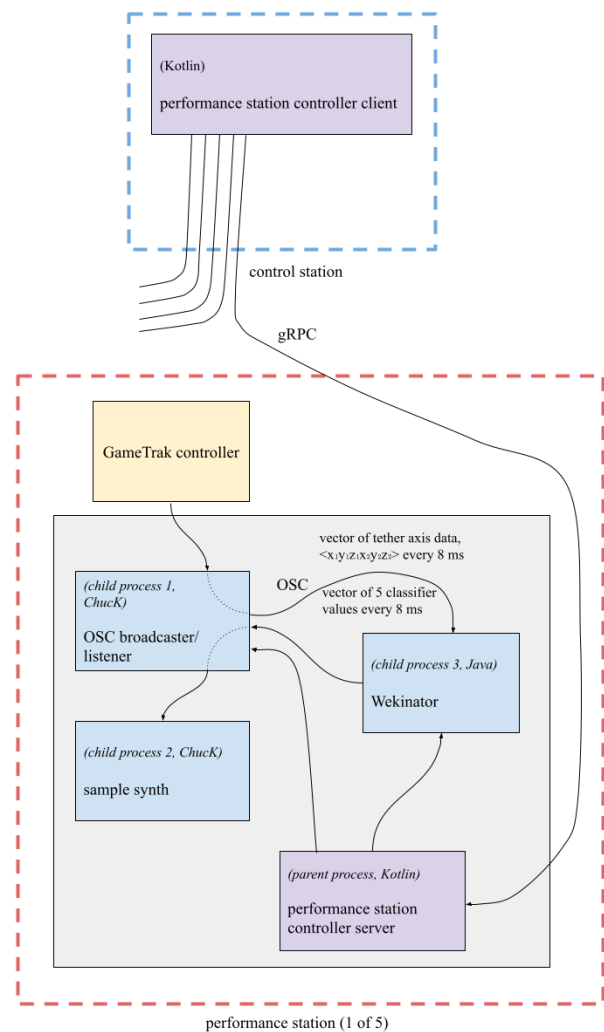 (Kotlin)
performance station controller client
control station
gRPC
GameTrak controller
vector of tether axis data,
<x₁y₁z₁x₂y₂z₂> every 8 ms
OSC
vector of 5 classifier
values every 8 ms
(child process 1,
ChucK)
OSC broadcaster/
listener
(child process 3, Java)
Wekinator
(child process 2, ChucK)
sample synth
(parent process, Kotlin)
performance station
controller server
performance station (1 of 5)